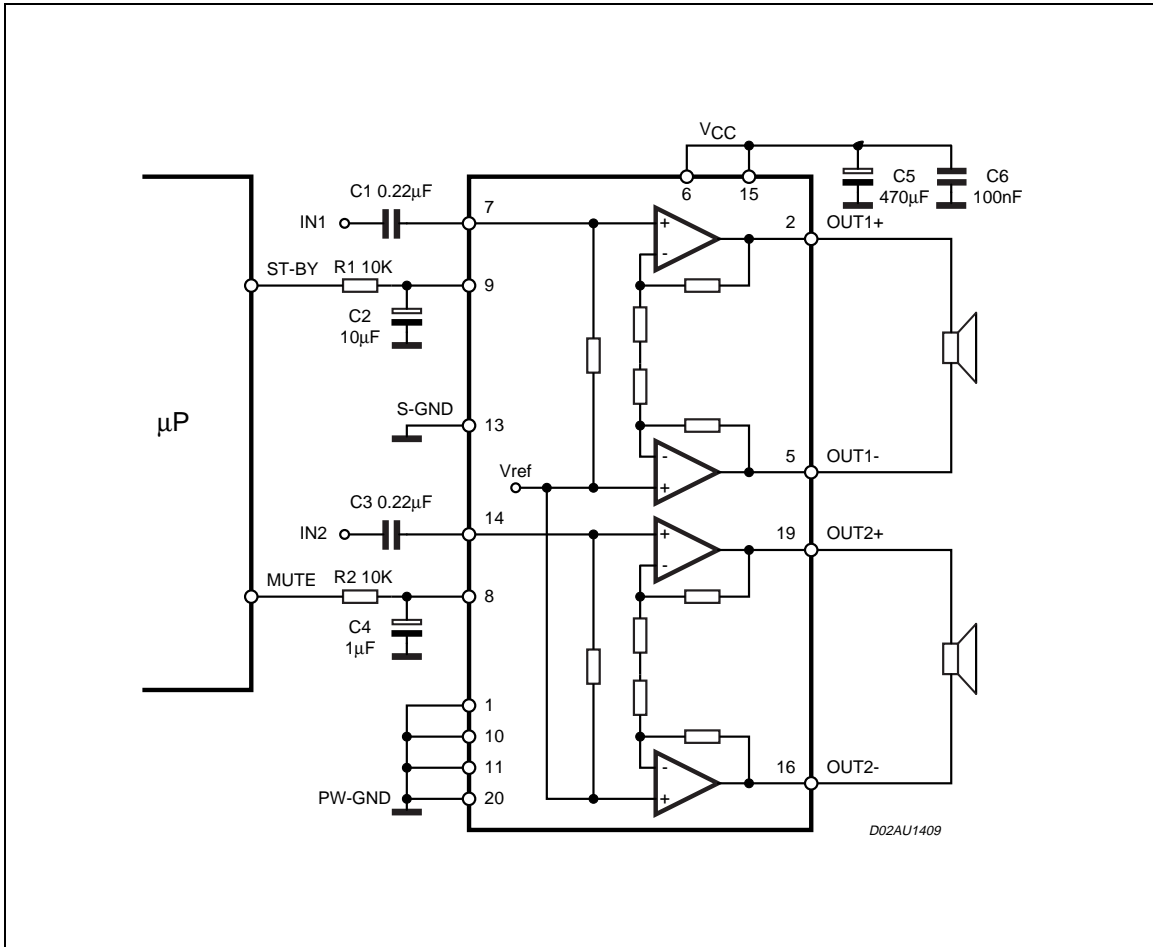 VCC
6
15
C5
470µF
C6
100nF
C1 0.22µF
IN1
7
+
-
2
OUT1+
ST-BY
R1 10K
9
C2
10µF
µP
S-GND
13
-
+
5
OUT1-
Vref
C3 0.22µF
IN2
14
+
-
19
OUT2+
MUTE
R2 10K
8
C4
1µF
1
10
11
PW-GND
20
-
+
16
OUT2-
D02AU1409